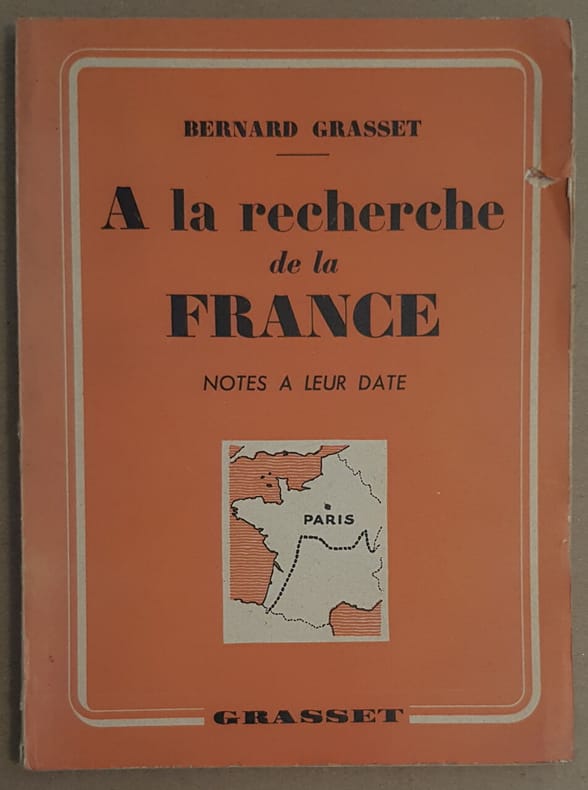 BERNARD GRASSET
A la recherche
de la
FRANCE
NOTES A LEUR DATE
PARIS
GRASSET